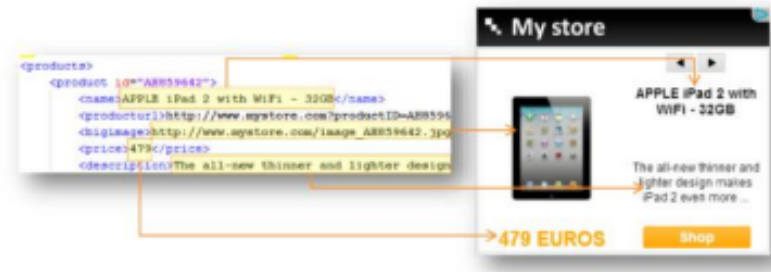 <products>
<product id="AE859642">
<name>APPLE iPad 2 with WiFi - 32GB</name>
<producturl>http://www.mystore.com?productID=AE8596
<bigimage>http://www.mystore.com/image_AE859642.jpg
<price>479</price>
<description>The all-new thinner and lighter design
My store
APPLE iPad 2 with
WiFi - 32GB
The all-new thinner and
lighter design makes
iPad 2 even more ...
479 EUROS
Shop